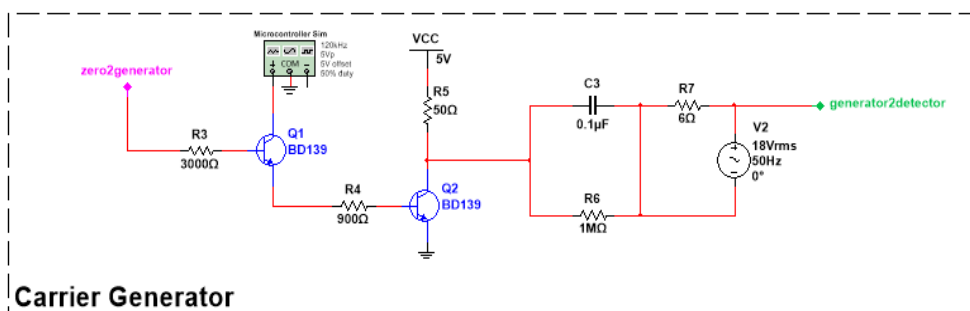 Microcontroller Sim
120kHz
5Vp
5V offset
50% duty
+ COM −
zero2generator
R3
3000Ω
Q1
BD139
R4
900Ω
VCC
5V
R5
50Ω
Q2
BD139
C3
0.1µF
R6
1MΩ
R7
6Ω
V2
18Vrms
50Hz
0°
generator2detector
Carrier Generator